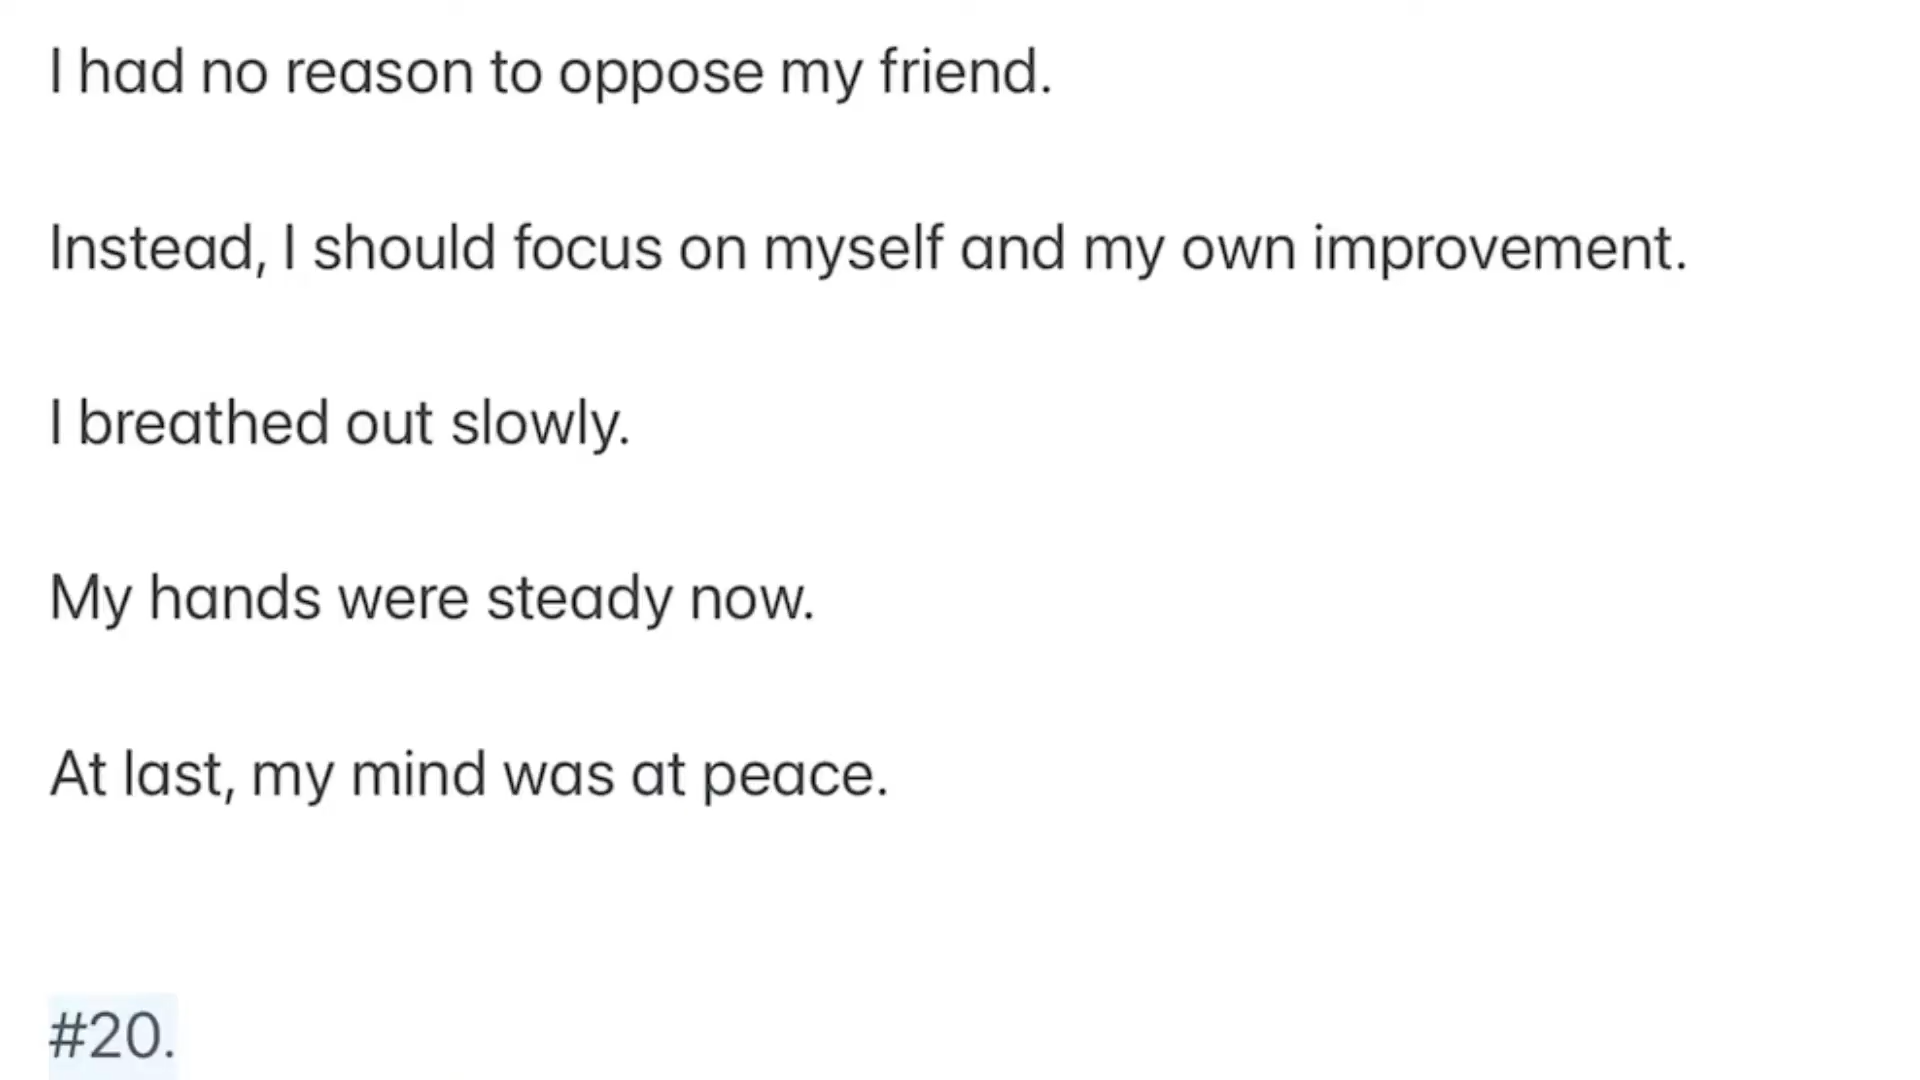 I had no reason to oppose my friend.
Instead, I should focus on myself and my own improvement.
I breathed out slowly.
My hands were steady now.
At last, my mind was at peace.
#20.